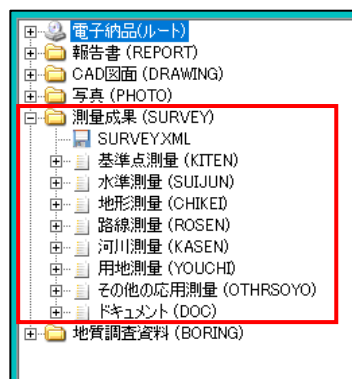 電子納品(ルート)
報告書 (REPORT)
CAD図面 (DRAWING)
写真 (PHOTO)
測量成果 (SURVEY)
SURVEY.XML
基準点測量 (KITEN)
水準測量 (SUIJUN)
地形測量 (CHIKEI)
路線測量 (ROSEN)
河川測量 (KASEN)
用地測量 (YOUCHI)
その他の応用測量 (OTHRSOYO)
ドキュメント (DOC)
地質調査資料 (BORING)